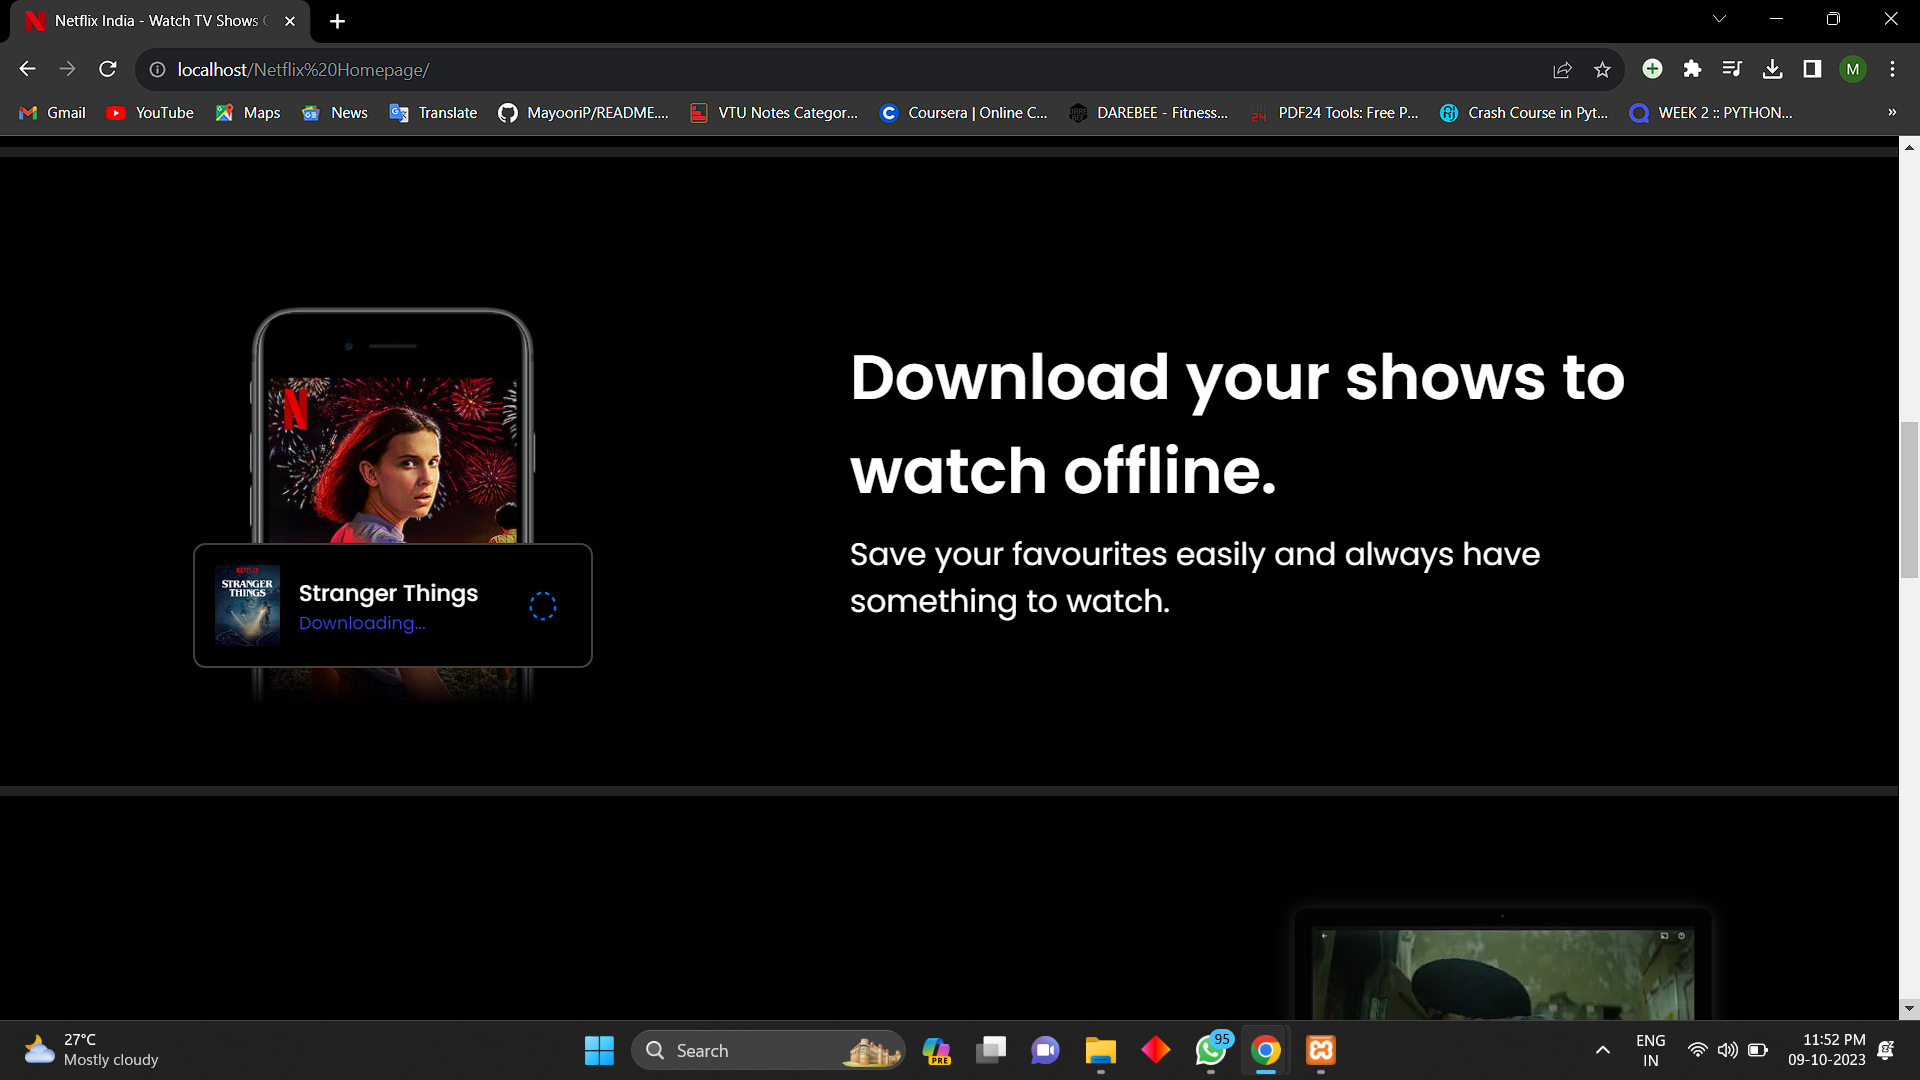 Netflix India - Watch TV Shows
localhost/Netflix%20Homepage/
M
Gmail
YouTube
Maps
News
Translate
MayooriP/README....
VTU Notes Categor...
Coursera | Online C...
DAREBEE - Fitness...
PDF24 Tools: Free P...
Crash Course in Pyt...
WEEK 2 :: PYTHON...
»
Download your shows to
watch offline.
Save your favourites easily and always have
something to watch.
NETFLIX
STRANGER
THINGS
Stranger Things
Downloading...
27°C
Mostly cloudy
Search
PRE
95
ENG
IN
11:52 PM
09-10-2023